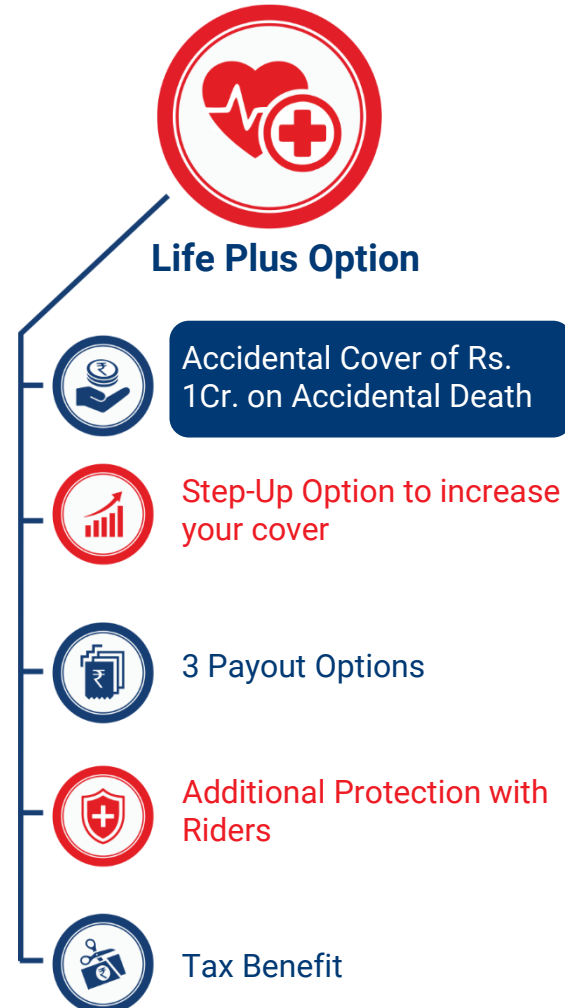 Life Plus Option
₹
Accidental Cover of Rs.
1Cr. on Accidental Death
Step-Up Option to increase
your cover
₹
3 Payout Options
Additional Protection with
Riders
₹
Tax Benefit